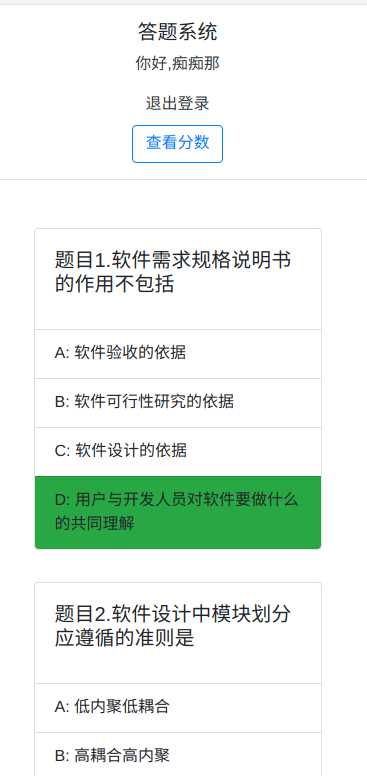 答题系统
你好,痴痴那
退出登录
查看分数
题目1.软件需求规格说明书
的作用不包括
A: 软件验收的依据
B: 软件可行性研究的依据
C: 软件设计的依据
D: 用户与开发人员对软件要做什么
的共同理解
题目2.软件设计中模块划分
应遵循的准则是
A: 低内聚低耦合
B: 高耦合高内聚